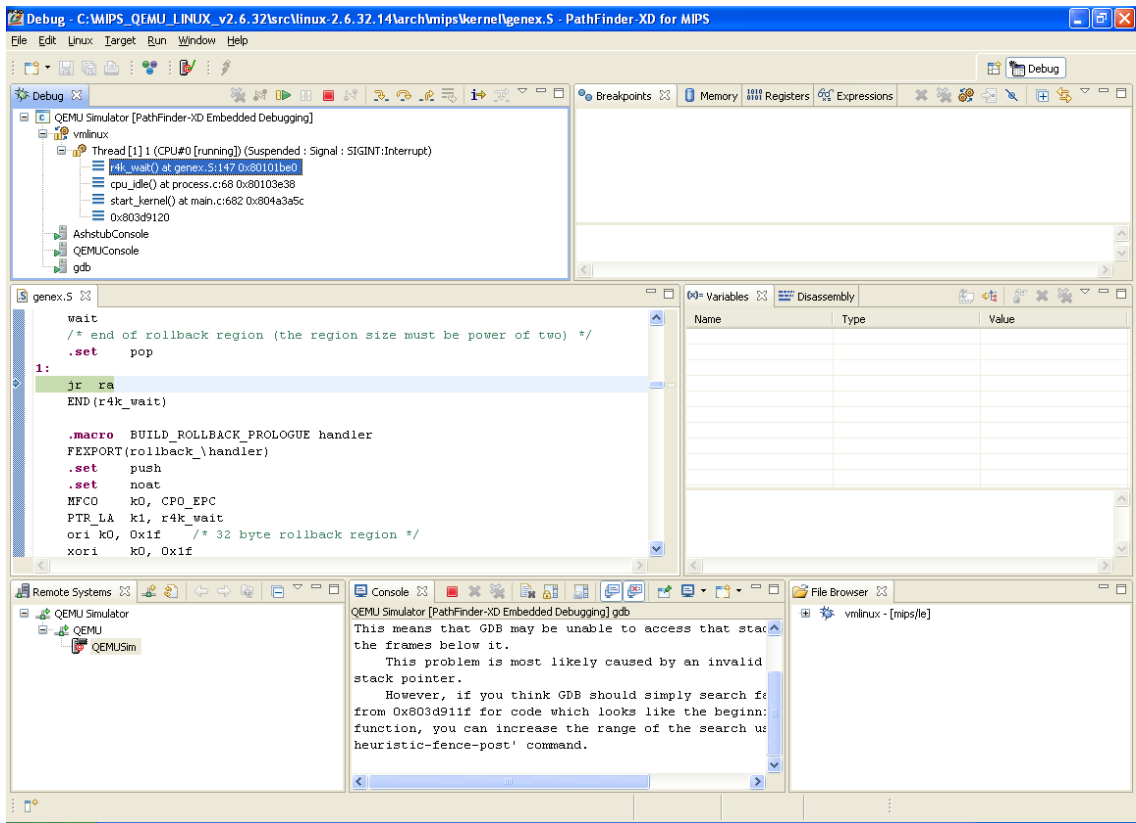 Debug - C:\MIPS_QEMU_LINUX_v2.6.32\src\linux-2.6.32.14\arch\mips\kernel\genex.S - PathFinder-XD for MIPS
File Edit Linux Target Run Window Help
Debug
Debug
QEMU Simulator [PathFinder-XD Embedded Debugging]
vmlinux
Thread [1] 1 (CPU#0 [running]) (Suspended : Signal : SIGINT:Interrupt)
r4k_wait() at genex.S:147 0x80101be0
cpu_idle() at process.c:68 0x80103e38
start_kernel() at main.c:682 0x804a3a5c
0x803d9120
AshstubConsole
QEMUConsole
gdb
Breakpoints Memory Registers Expressions
genex.S
wait
/* end of rollback region (the region size must be power of two) */
.set pop
1:
jr ra
END(r4k_wait)
.macro BUILD_ROLLBACK_PROLOGUE handler
FEXPORT(rollback_\handler)
.set push
.set noat
MFC0 k0, CP0_EPC
PTR_LA k1, r4k_wait
ori k0, 0x1f /* 32 byte rollback region */
xori k0, 0x1f
Variables Disassembly
Name Type Value
Remote Systems
QEMU Simulator
QEMU
QEMUSim
Console
QEMU Simulator [PathFinder-XD Embedded Debugging] gdb
This means that GDB may be unable to access that stac
the frames below it.
This problem is most likely caused by an invalid
stack pointer.
However, if you think GDB should simply search fa
from 0x803d911f for code which looks like the beginni
function, you can increase the range of the search us
heuristic-fence-post' command.
File Browser
vmlinux - [mips/le]